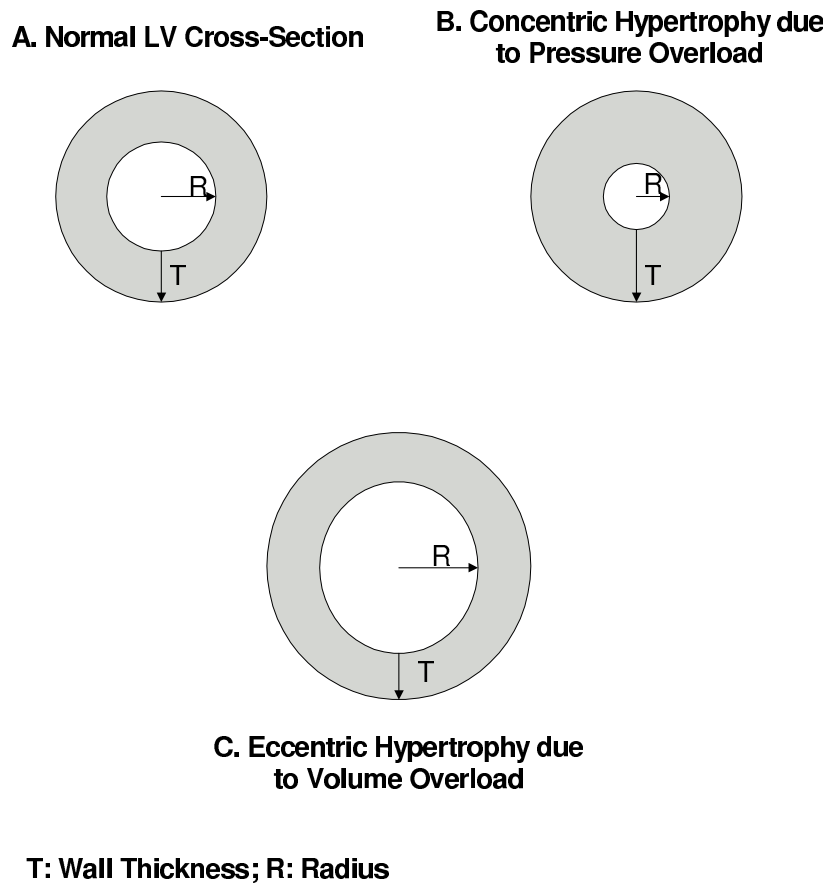 A. Normal LV Cross-Section
B. Concentric Hypertrophy due
to Pressure Overload
R
T
R
T
R
T
C. Eccentric Hypertrophy due
to Volume Overload
T: Wall Thickness; R: Radius